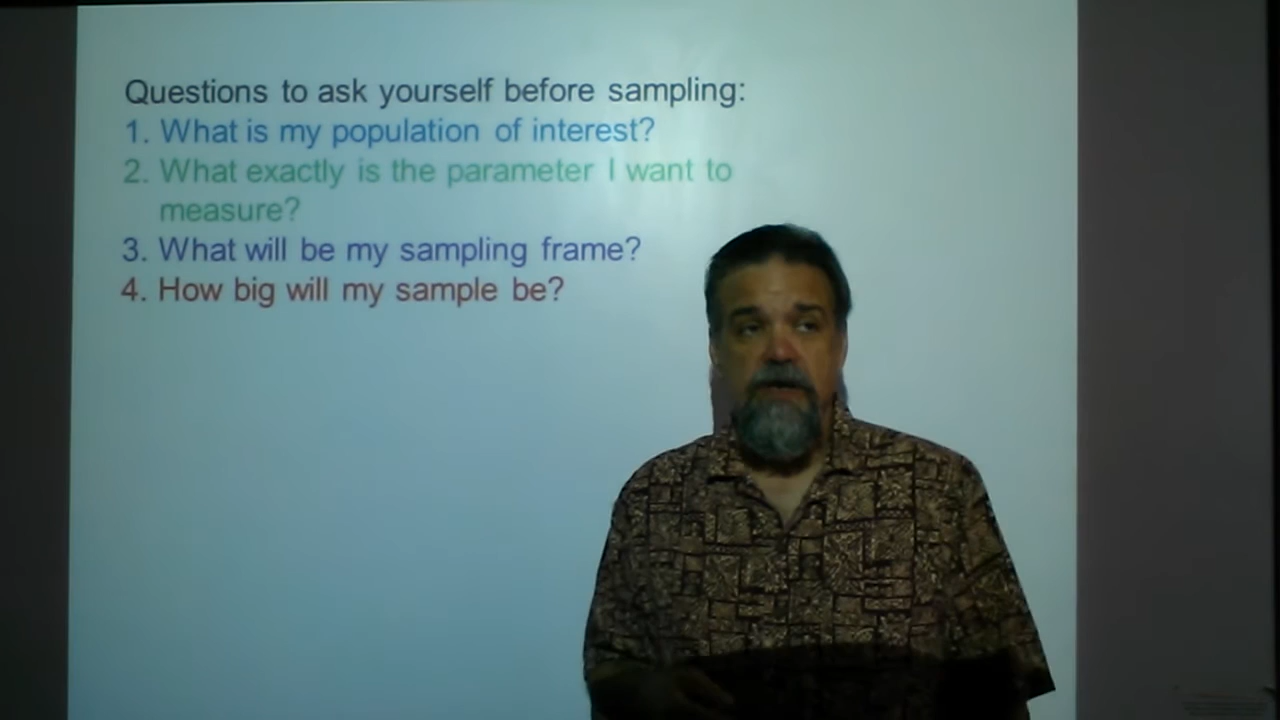 Questions to ask yourself before sampling:
1. What is my population of interest?
2. What exactly is the parameter I want to
measure?
3. What will be my sampling frame?
4. How big will my sample be?